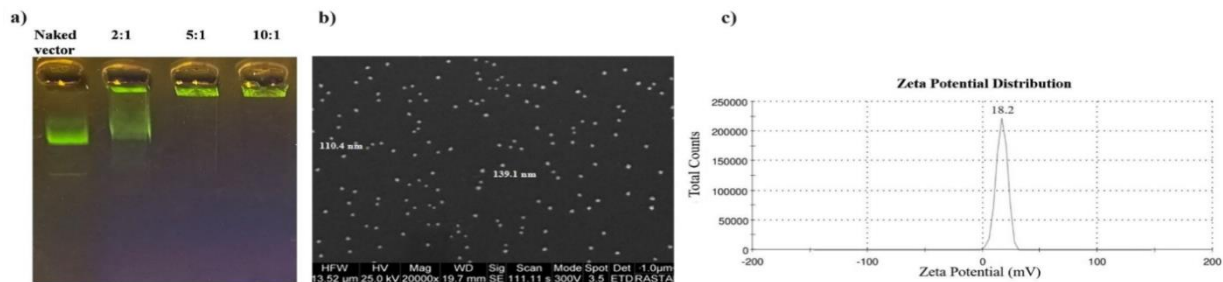 a)
Naked
vector
2:1
5:1
10:1
b)
110.4 nm
139.1 nm
HFW HV Mag WD Sig Scan Mode Spot Det -1.0µm-
13.52 µm 25.0 kV 20000x 19.7 mm SE 111.11 s 300V 3.5 ETD RASTA
c)
Zeta Potential Distribution
18.2
250000
200000
150000
100000
50000
0
Total Counts
-200 -100 0 100 200
Zeta Potential (mV)